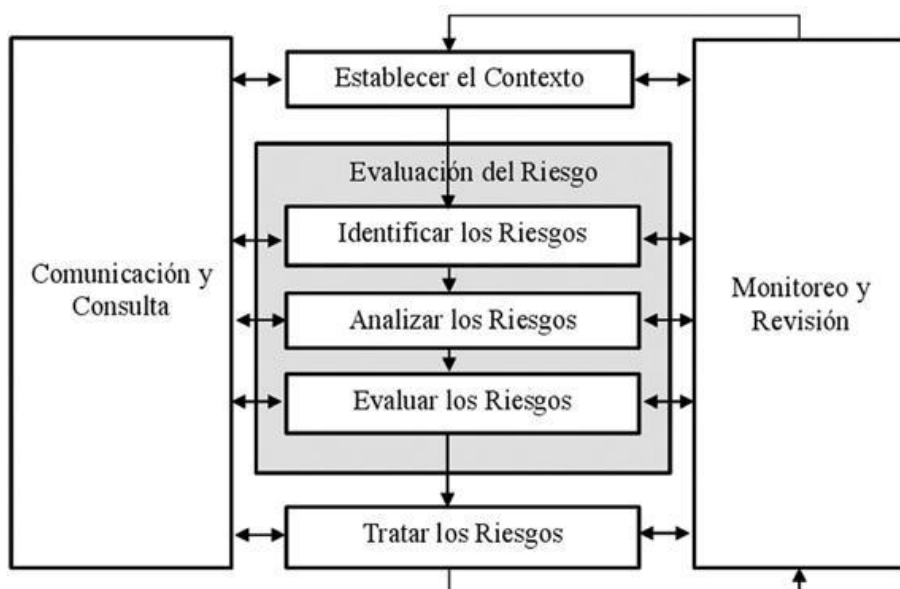 Establecer el Contexto
Evaluación del Riesgo
Identificar los Riesgos
Comunicación y
Consulta
Analizar los Riesgos
Monitoreo y
Revisión
Evaluar los Riesgos
Tratar los Riesgos